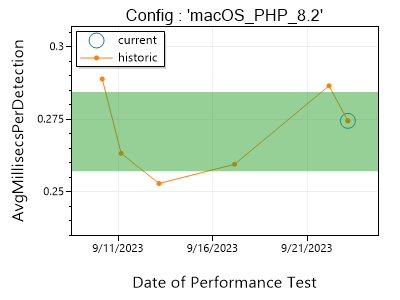 Config : 'macOS_PHP_8.2'
current
historic
0.3
0.275
0.25
AvgMillisecsPerDetection
9/11/2023
9/16/2023
9/21/2023
Date of Performance Test